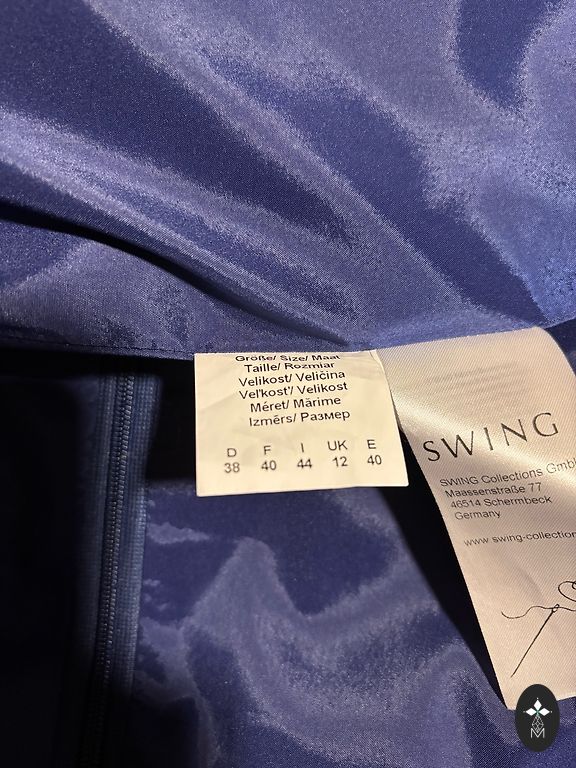 Größe/ Size/ Maat
Taille/ Rozmiar
Velikost/ Veličina
Veľkosť/ Velikost
Méret/ Mărime
Izmērs/ Размер
D F I UK E
38 40 44 12 40
SWING
SWING Collections Gmb
Maassenstraße 77
46514 Schermbeck
Germany
www.swing-collection
M